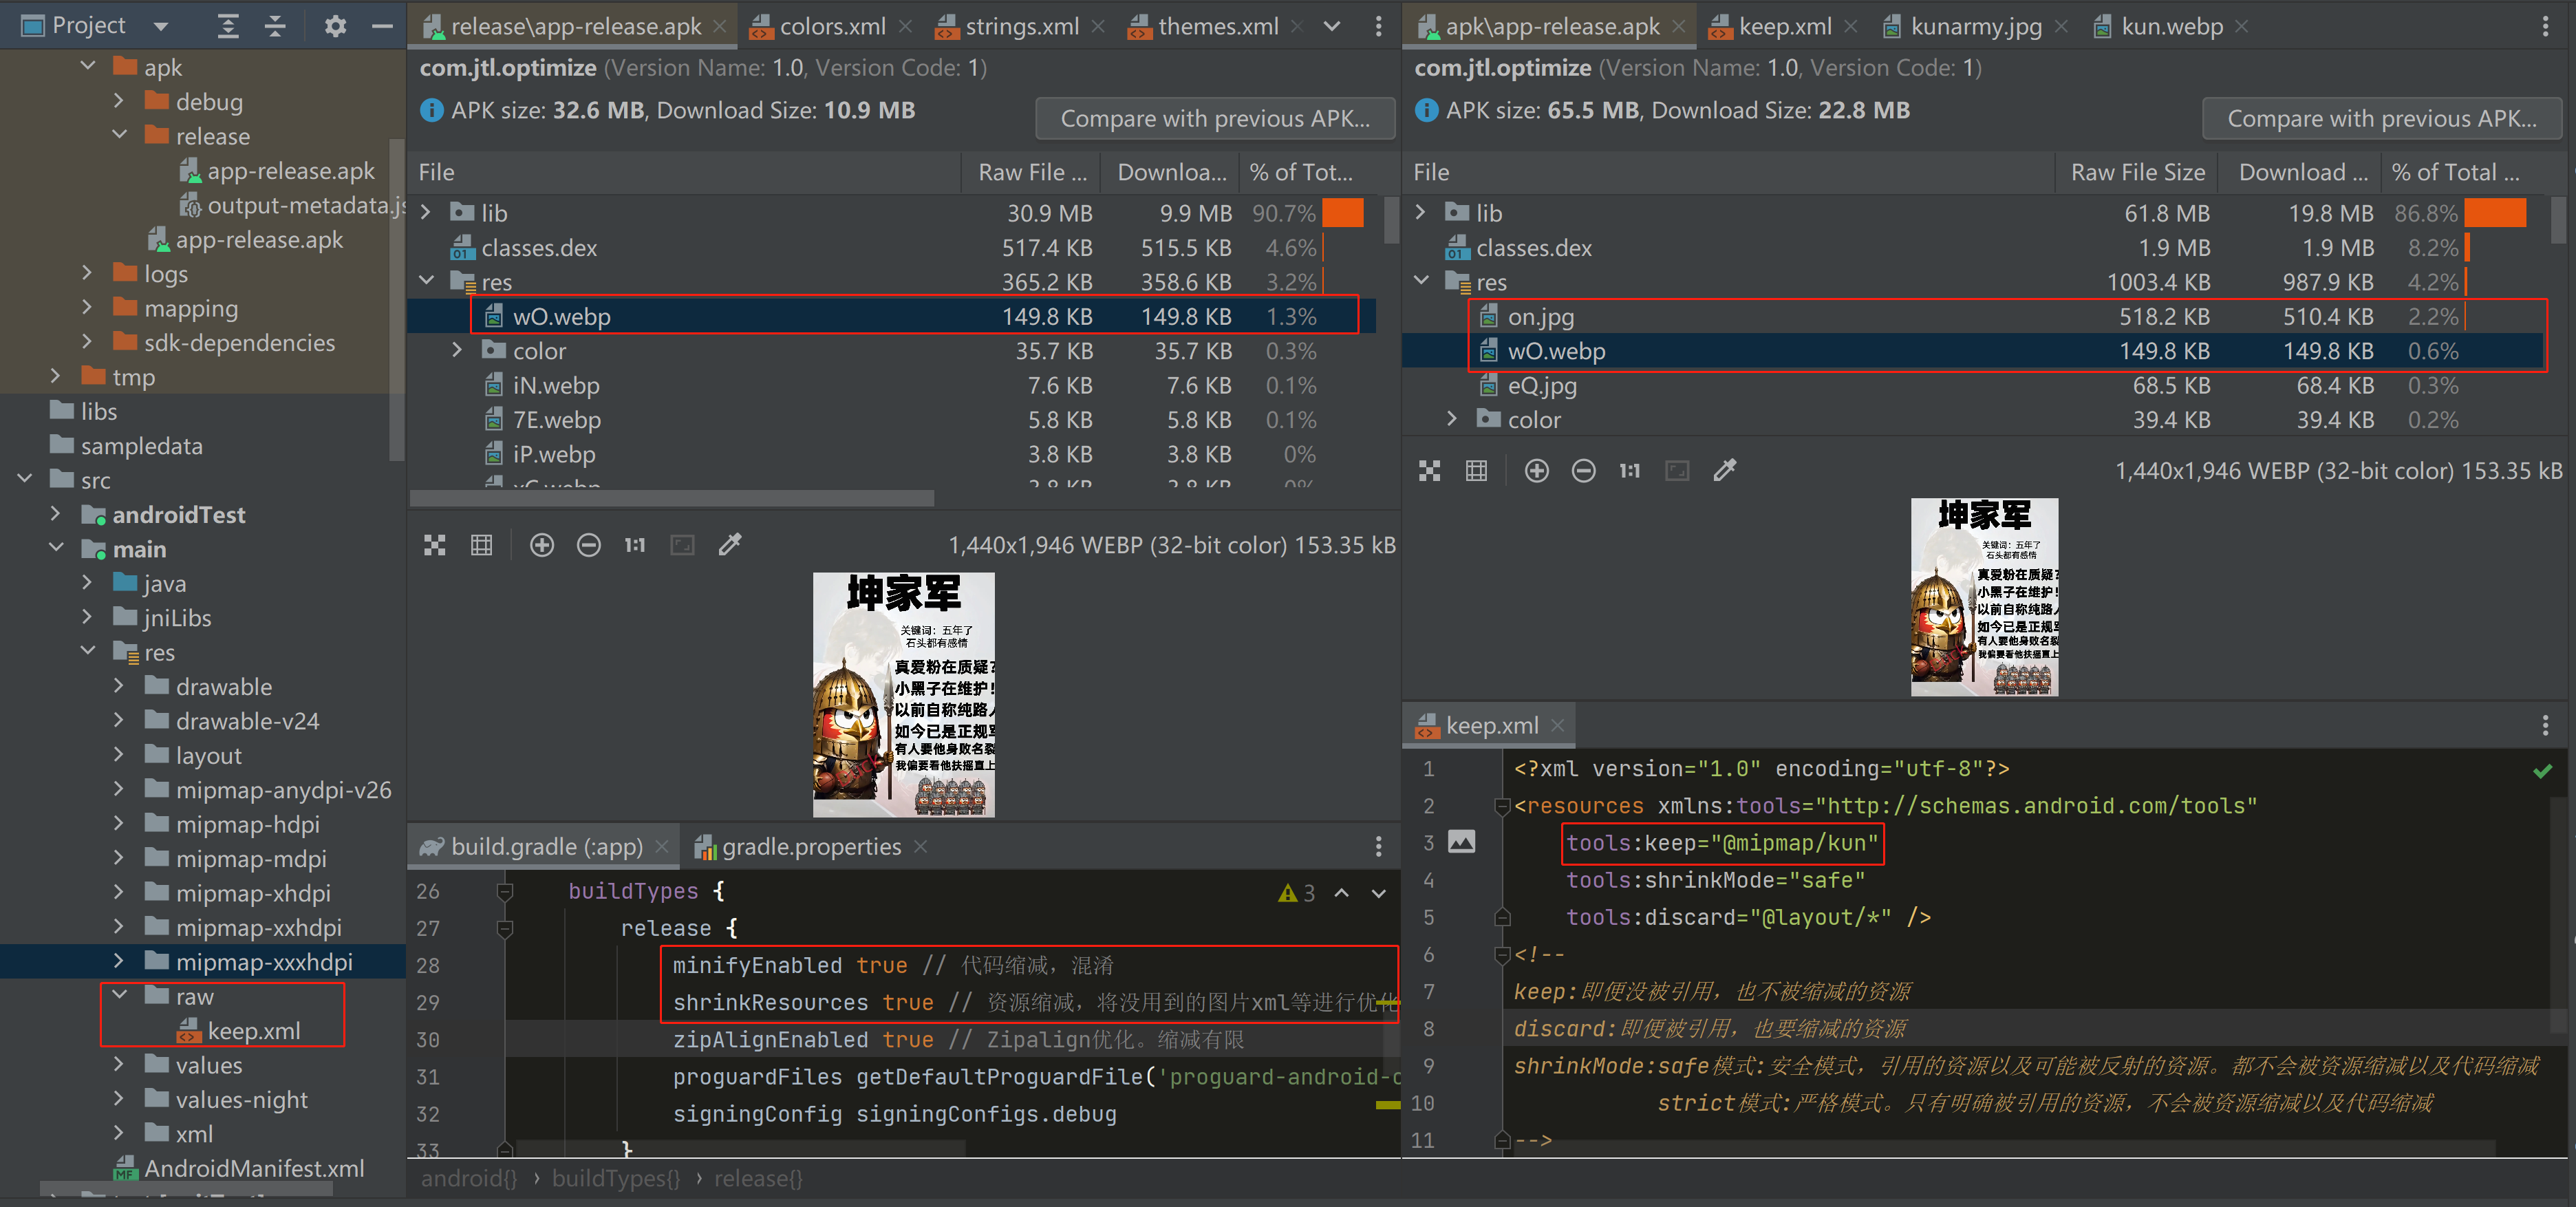 Project
apk
debug
release
app-release.apk
output-metadata.js
app-release.apk
logs
mapping
sdk-dependencies
tmp
libs
sampledata
src
androidTest
main
java
jniLibs
res
drawable
drawable-v24
layout
mipmap-anydpi-v26
mipmap-hdpi
mipmap-mdpi
mipmap-xhdpi
mipmap-xxhdpi
mipmap-xxxhdpi
raw
keep.xml
values
values-night
xml
AndroidManifest.xml
release\app-release.apk
colors.xml
strings.xml
themes.xml
com.jtl.optimize (Version Name: 1.0, Version Code: 1)
APK size: 32.6 MB, Download Size: 10.9 MB
Compare with previous APK...
File Raw File ... Downloa... % of Tot...
lib 30.9 MB 9.9 MB 90.7%
classes.dex 517.4 KB 515.5 KB 4.6%
res 365.2 KB 358.6 KB 3.2%
wO.webp 149.8 KB 149.8 KB 1.3%
color 35.7 KB 35.7 KB 0.3%
iN.webp 7.6 KB 7.6 KB 0.1%
7E.webp 5.8 KB 5.8 KB 0.1%
iP.webp 3.8 KB 3.8 KB 0%
1:1
1,440x1,946 WEBP (32-bit color) 153.35 kB
坤家军
关键词：五年了
石头都有感情
真爱粉在质疑?
小黑子在维护!
以前自称纯路人
如今已是正规军
有人要他身败名裂
我偏要看他扶摇直上
build.gradle (:app)
gradle.properties
3
26 buildTypes {
27 release {
28 minifyEnabled true // 代码缩减，混淆
29 shrinkResources true // 资源缩减，将没用到的图片xml等进行优化
30 zipAlignEnabled true // Zipalign优化。缩减有限
31 proguardFiles getDefaultProguardFile('proguard-android-o
32 signingConfig signingConfigs.debug
33 }
android{} › buildTypes{} › release{}
apk\app-release.apk
keep.xml
kunarmy.jpg
kun.webp
com.jtl.optimize (Version Name: 1.0, Version Code: 1)
APK size: 65.5 MB, Download Size: 22.8 MB
Compare with previous APK...
File Raw File Size Download ... % of Total ...
lib 61.8 MB 19.8 MB 86.8%
classes.dex 1.9 MB 1.9 MB 8.2%
res 1003.4 KB 987.9 KB 4.2%
on.jpg 518.2 KB 510.4 KB 2.2%
wO.webp 149.8 KB 149.8 KB 0.6%
eQ.jpg 68.5 KB 68.4 KB 0.3%
color 39.4 KB 39.4 KB 0.2%
1:1
1,440x1,946 WEBP (32-bit color) 153.35 kB
坤家军
关键词：五年了
石头都有感情
真爱粉在质疑?
小黑子在维护!
以前自称纯路人
如今已是正规军
有人要他身败名裂
我偏要看他扶摇直上
keep.xml
1 <?xml version="1.0" encoding="utf-8"?>
2 <resources xmlns:tools="http://schemas.android.com/tools"
3 tools:keep="@mipmap/kun"
4 tools:shrinkMode="safe"
5 tools:discard="@layout/*" />
6 <!--
7 keep:即便没被引用，也不被缩减的资源
8 discard:即便被引用，也要缩减的资源
9 shrinkMode:safe模式:安全模式，引用的资源以及可能被反射的资源。都不会被资源缩减以及代码缩减
10 strict模式:严格模式。只有明确被引用的资源，不会被资源缩减以及代码缩减
11 -->